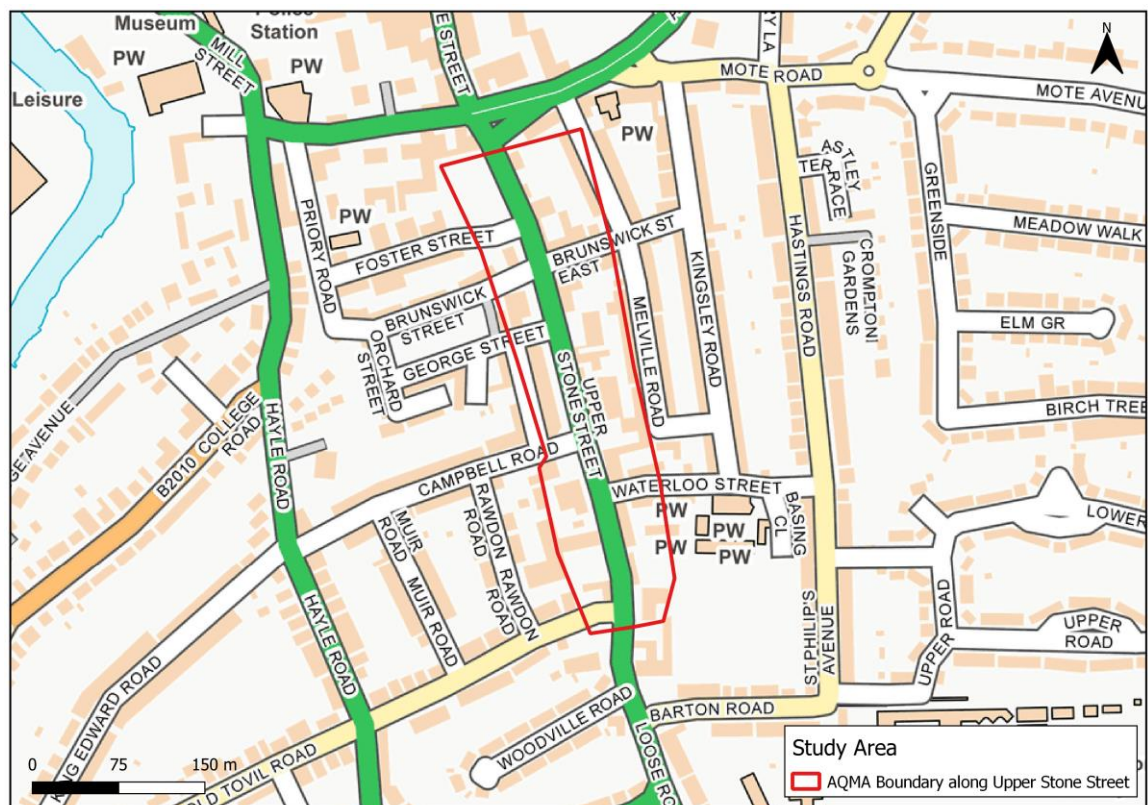 Museum
Police
Station
PW
MILL
STREET
PW
Leisure
E STREET
RY LA
MOTE ROAD
N
MOTE AVENU
PW
ASTLEY
TERRACE
GREENSIDE
PRIORY ROAD
PW
FOSTER STREET
BRUNSWICK ST
EAST
KINGSLEY ROAD
HASTINGS ROAD
CROMPTON
GARDENS
MEADOW WALK
BRUNSWICK
STREET
GEORGE STREET
ORCHARD
STREET
MELVILLE ROAD
ELM GR
UPPER
STONE STREET
BIRCH TREE
GE AVENUE
B2010 COLLEGE
ROAD
HAYLE ROAD
CAMPBELL ROAD
WATERLOO STREET
PW
PW
PW
PW
BASING
CL
LOWER
RAWDON
ROAD
RAWDON
ROAD
MUIR
ROAD
MUIR ROAD
HAYLE ROAD
ST PHILIP'S
AVENUE
UPPER ROAD
UPPER
ROAD
KING EDWARD ROAD
BARTON ROAD
WOODVILLE ROAD
LOOSE RO
OLD TOVIL ROAD
0 75 150 m
Study Area
AQMA Boundary along Upper Stone Street